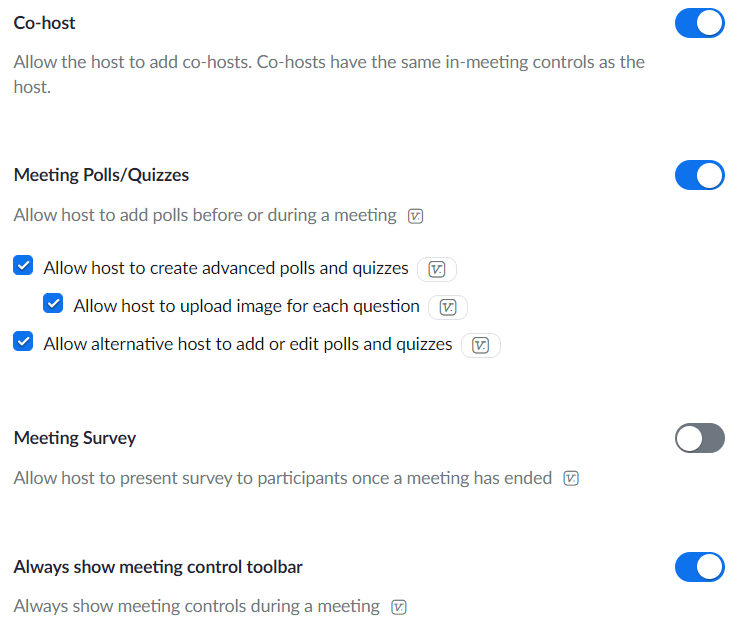 Co-host
Allow the host to add co-hosts. Co-hosts have the same in-meeting controls as the
host.
Meeting Polls/Quizzes
Allow host to add polls before or during a meeting V.
Allow host to create advanced polls and quizzes V.
Allow host to upload image for each question V.
Allow alternative host to add or edit polls and quizzes V.
Meeting Survey
Allow host to present survey to participants once a meeting has ended V.
Always show meeting control toolbar
Always show meeting controls during a meeting V.